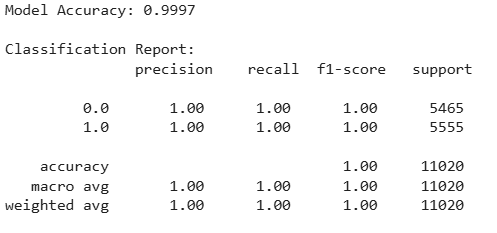 Model Accuracy: 0.9997
Classification Report:
precision recall f1-score support
0.0 1.00 1.00 1.00 5465
1.0 1.00 1.00 1.00 5555
accuracy 1.00 11020
macro avg 1.00 1.00 1.00 11020
weighted avg 1.00 1.00 1.00 11020